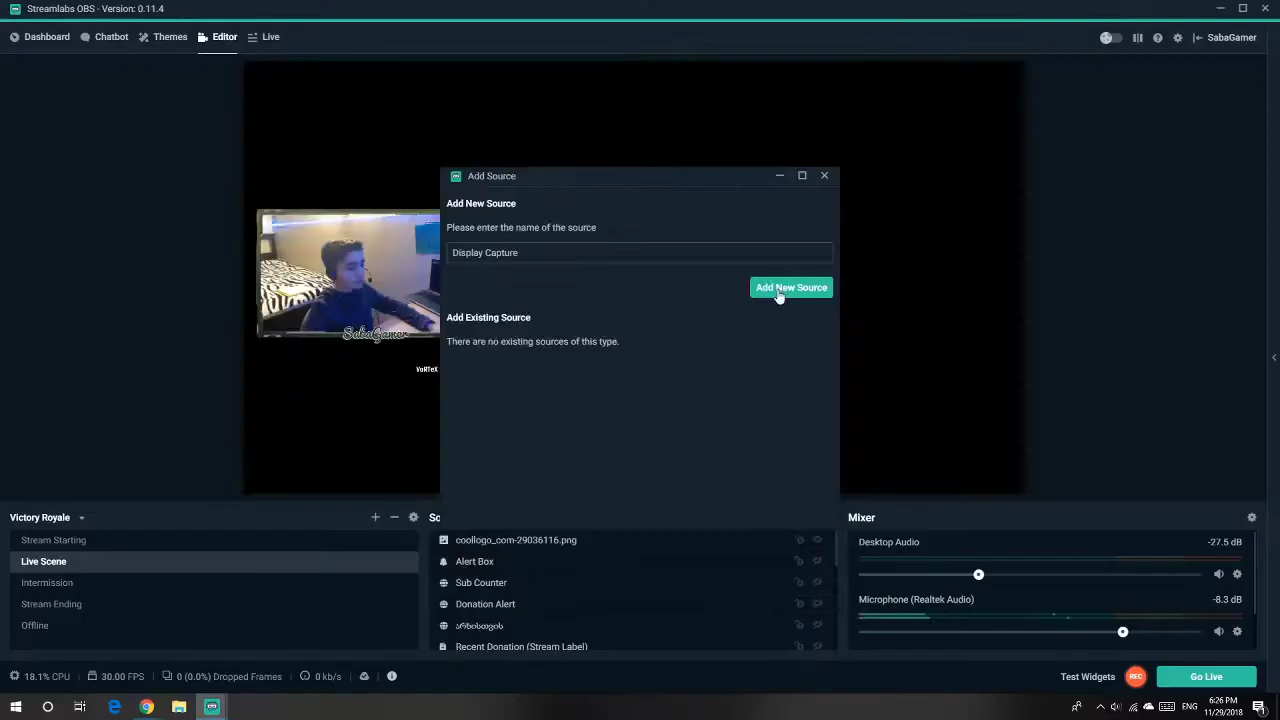 Streamlabs OBS - Version: 0.11.4
Dashboard Chatbot Themes Editor Live SabaGamer
Add Source
Add New Source
Please enter the name of the source
Display Capture
Add New Source
Add Existing Source
There are no existing sources of this type.
SabaGamer
VoRTeX
Victory Royale
Stream Starting
Live Scene
Intermission
Stream Ending
Offline
So
coollogo_com-29036116.png
Alert Box
Sub Counter
Donation Alert
არჩისთვის
Recent Donation (Stream Label)
Mixer
Desktop Audio -27.5 dB
Microphone (Realtek Audio) -8.3 dB
18.1% CPU 30.00 FPS 0 (0.0%) Dropped Frames 0 kb/s Test Widgets REC Go Live
ENG 6:26 PM
11/29/2018